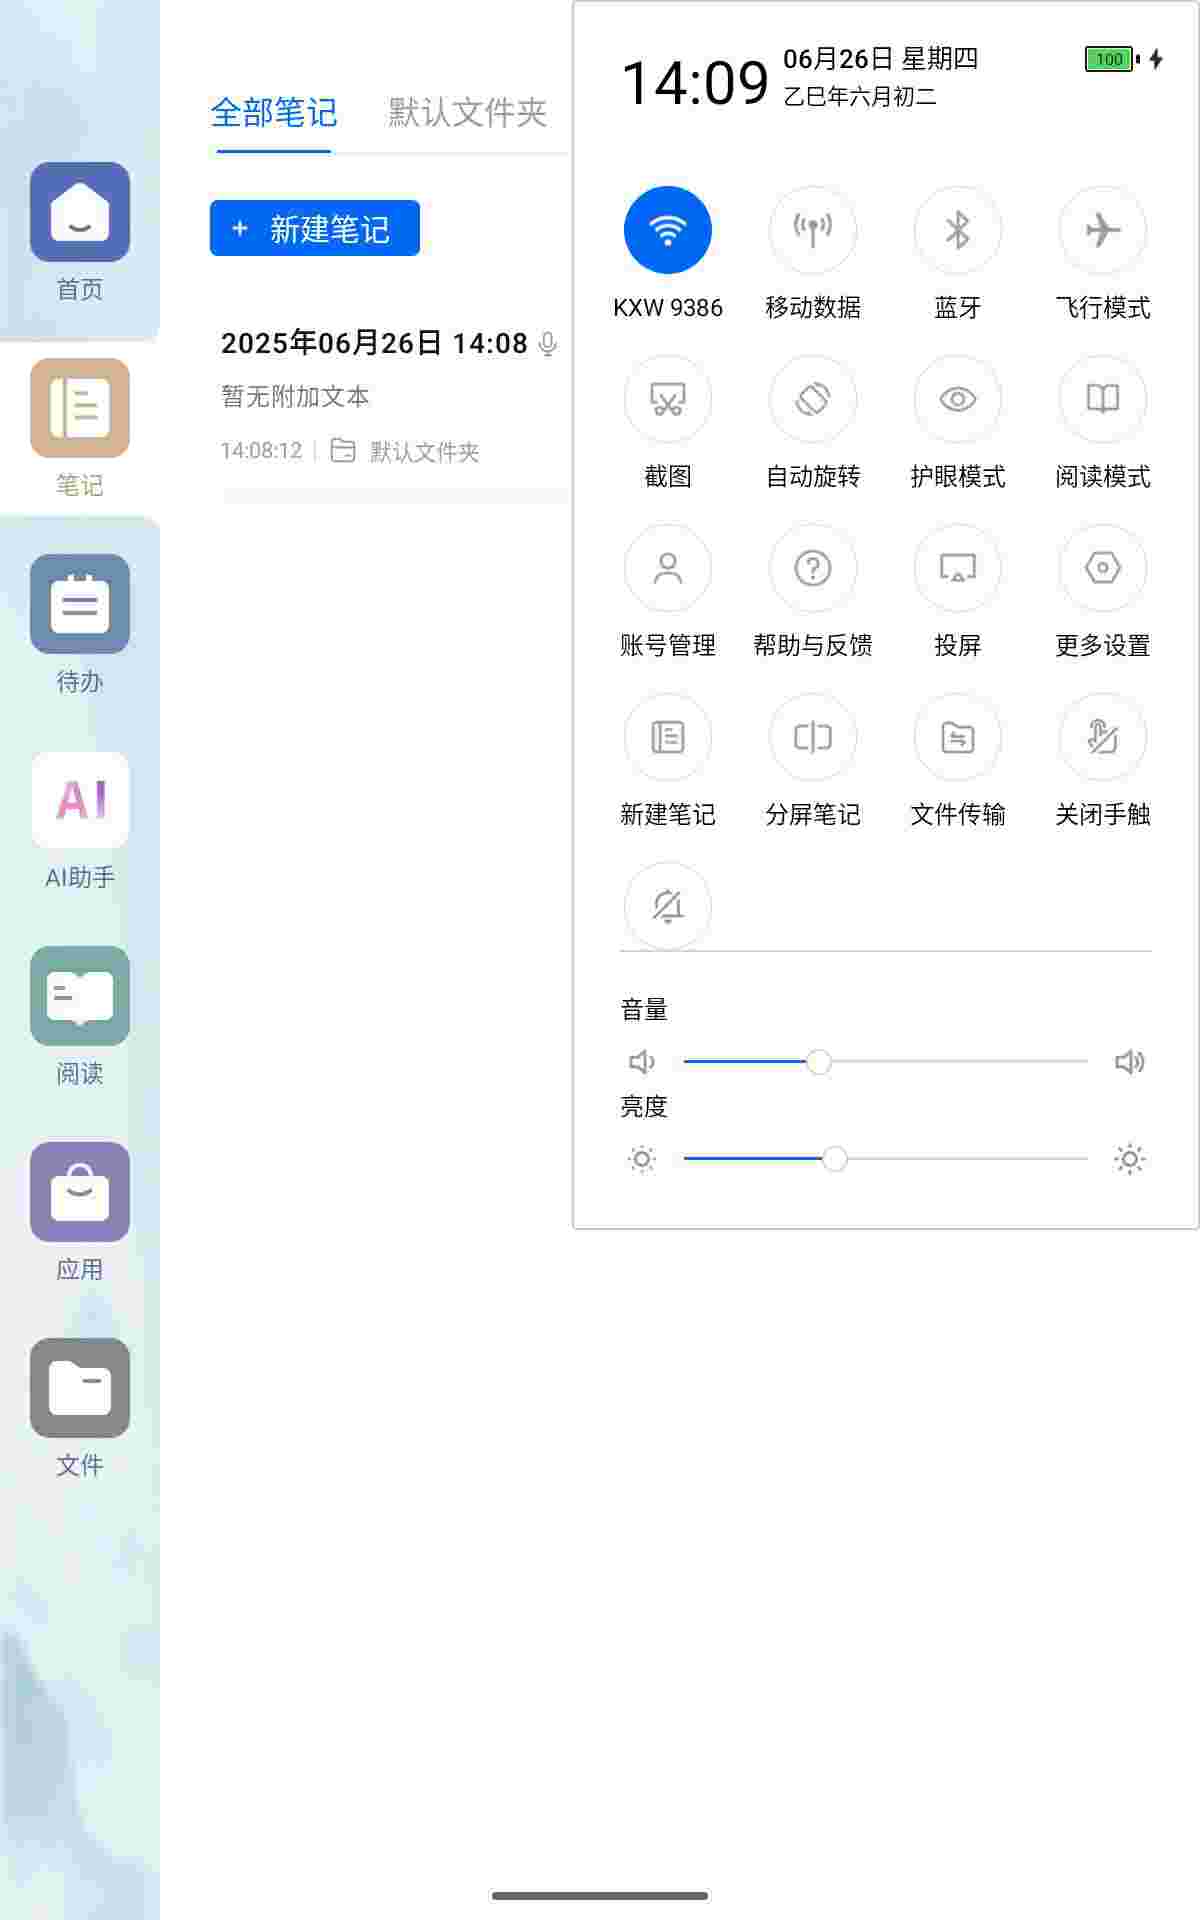 首页
笔记
待办
AI
AI助手
阅读
应用
文件
全部笔记 默认文件夹
+ 新建笔记
2025年06月26日 14:08
暂无附加文本
14:08:12 默认文件夹
14:09 06月26日 星期四
乙巳年六月初二
100
KXW 9386 移动数据 蓝牙 飞行模式
截图 自动旋转 护眼模式 阅读模式
账号管理 帮助与反馈 投屏 更多设置
新建笔记 分屏笔记 文件传输 关闭手触
音量
亮度